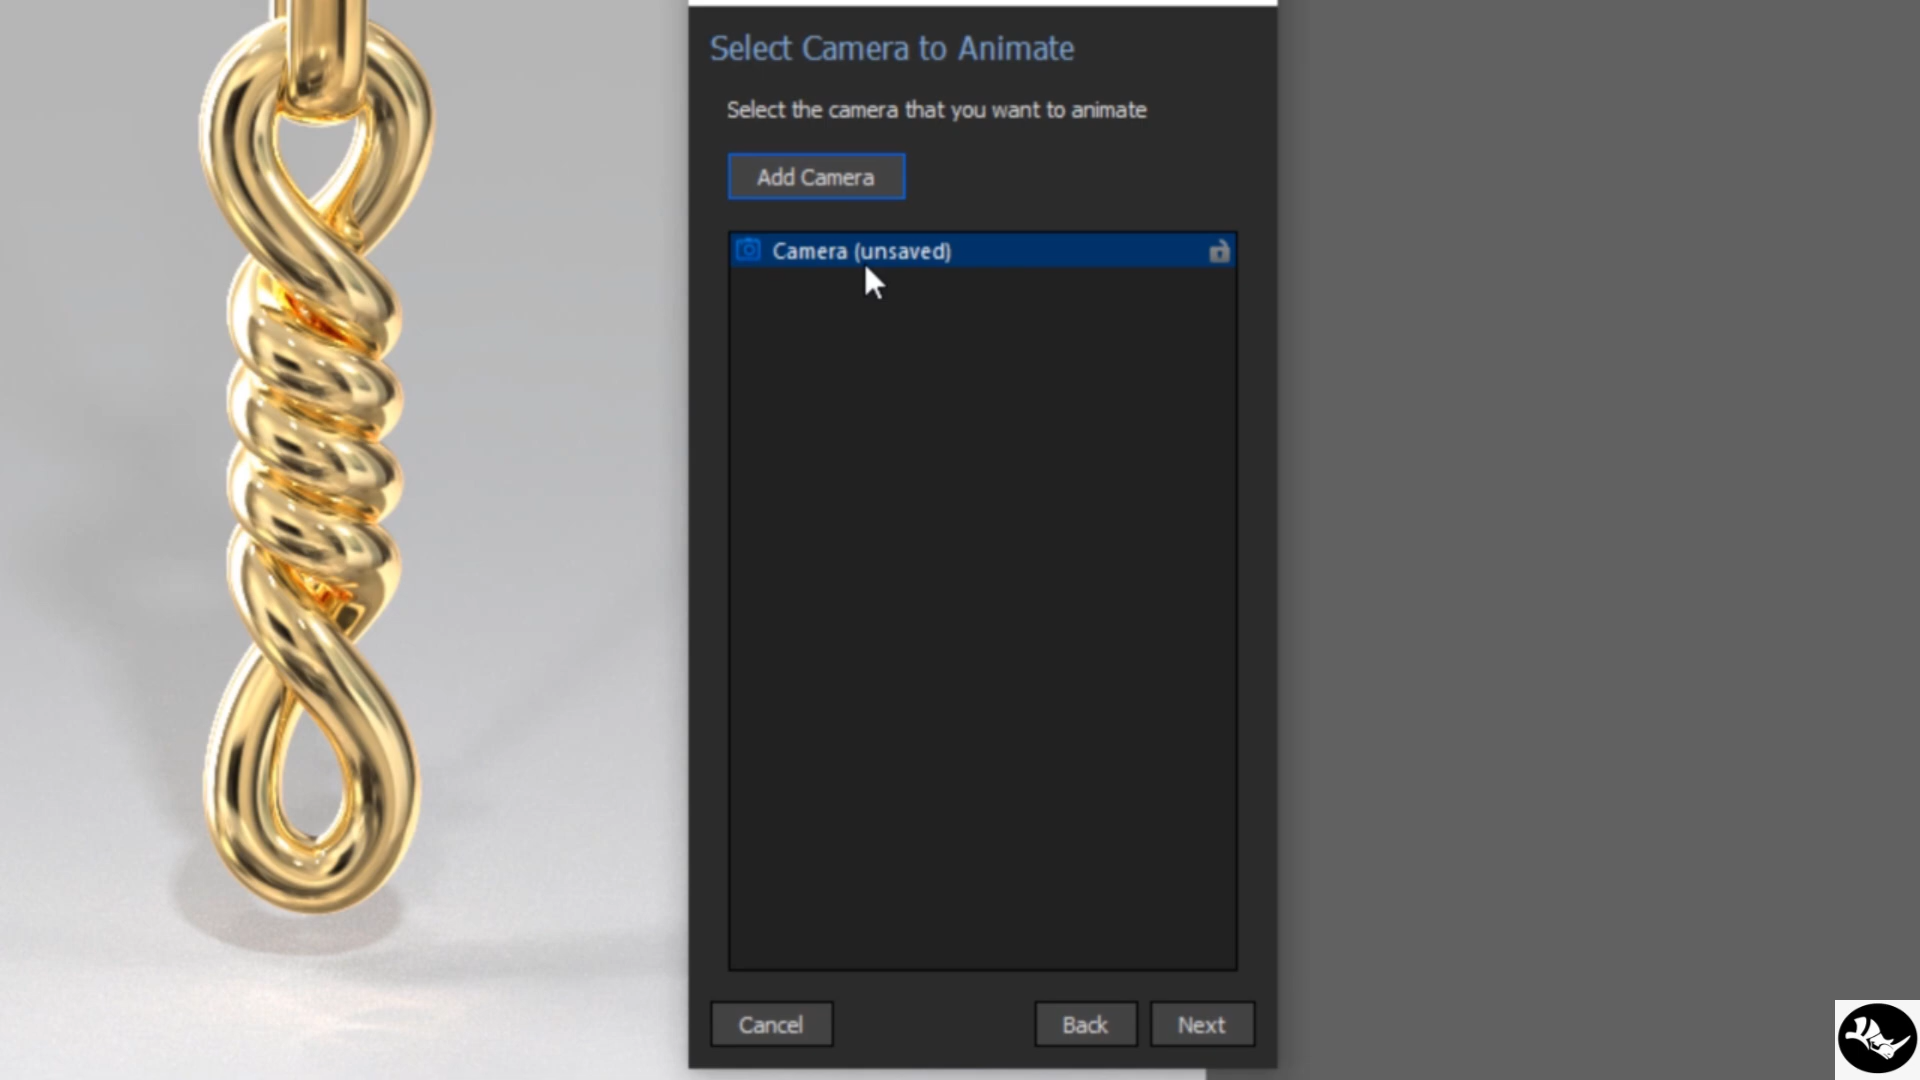 Select Camera to Animate
Select the camera that you want to animate
Add Camera
Camera (unsaved)
Cancel
Back
Next